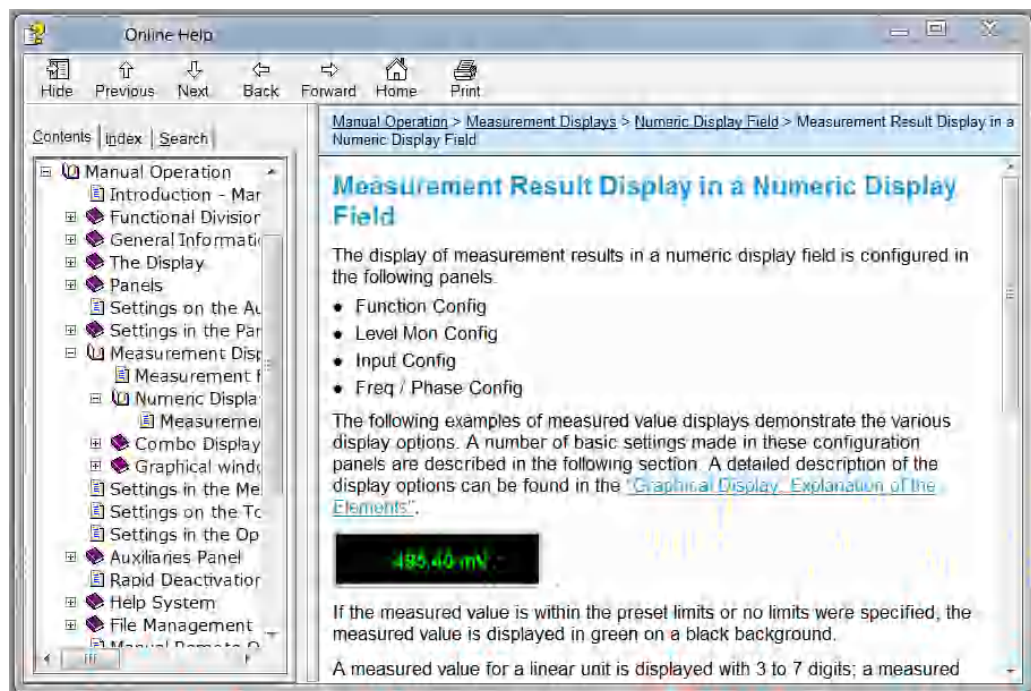 Online Help
Hide Previous Next Back Forward Home Print
Contents Index Search
Manual Operation
Introduction - Mar
Functional Division
General Informati
The Display
Panels
Settings on the Au
Settings in the Par
Measurement Disp
Measurement f
Numeric Displa
Measuremer
Combo Display
Graphical windo
Settings in the Me
Settings on the To
Settings in the Op
Auxiliaries Panel
Rapid Deactivation
Help System
File Management
Manual Remote O
Manual Operation > Measurement Displays > Numeric Display Field > Measurement Result Display in a
Numeric Display Field
Measurement Result Display in a Numeric Display
Field
The display of measurement results in a numeric display field is configured in
the following panels.
● Function Config
● Level Mon Config
● Input Config
● Freq / Phase Config
The following examples of measured value displays demonstrate the various
display options. A number of basic settings made in these configuration
panels are described in the following section. A detailed description of the
display options can be found in the "Graphical Display, Explanation of the
Elements".
495.40 mV
If the measured value is within the preset limits or no limits were specified, the
measured value is displayed in green on a black background.
A measured value for a linear unit is displayed with 3 to 7 digits; a measured